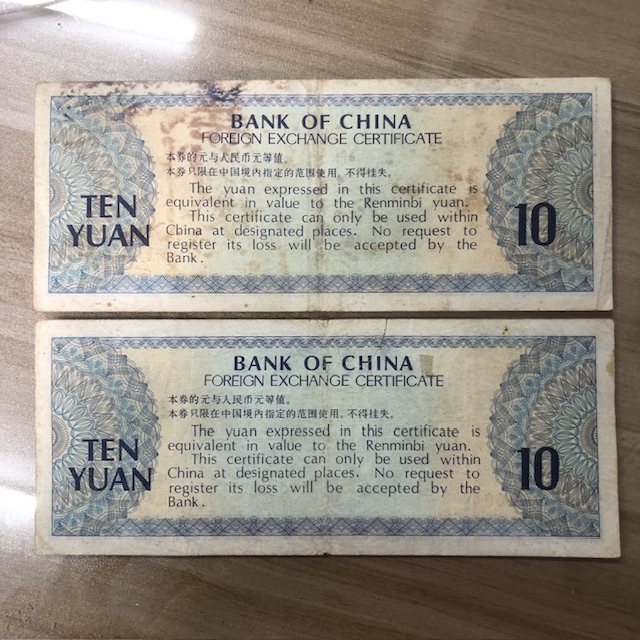 BANK OF CHINA
FOREIGN EXCHANGE CERTIFICATE
本券的元与人民币元等值。
本券只限在中国境内指定的范围使用,不得挂失。
The yuan expressed in this certificate is
equivalent in value to the Renminbi yuan.
This certificate can only be used within
China at designated places. No request to
register its loss will be accepted by the
Bank.
TEN
YUAN
10
BANK OF CHINA
FOREIGN EXCHANGE CERTIFICATE
本券的元与人民币元等值。
本券只限在中国境内指定的范围使用,不得挂失。
The yuan expressed in this certificate is
equivalent in value to the Renminbi yuan.
This certificate can only be used within
China at designated places. No request to
register its loss will be accepted by the
Bank.
TEN
YUAN
10